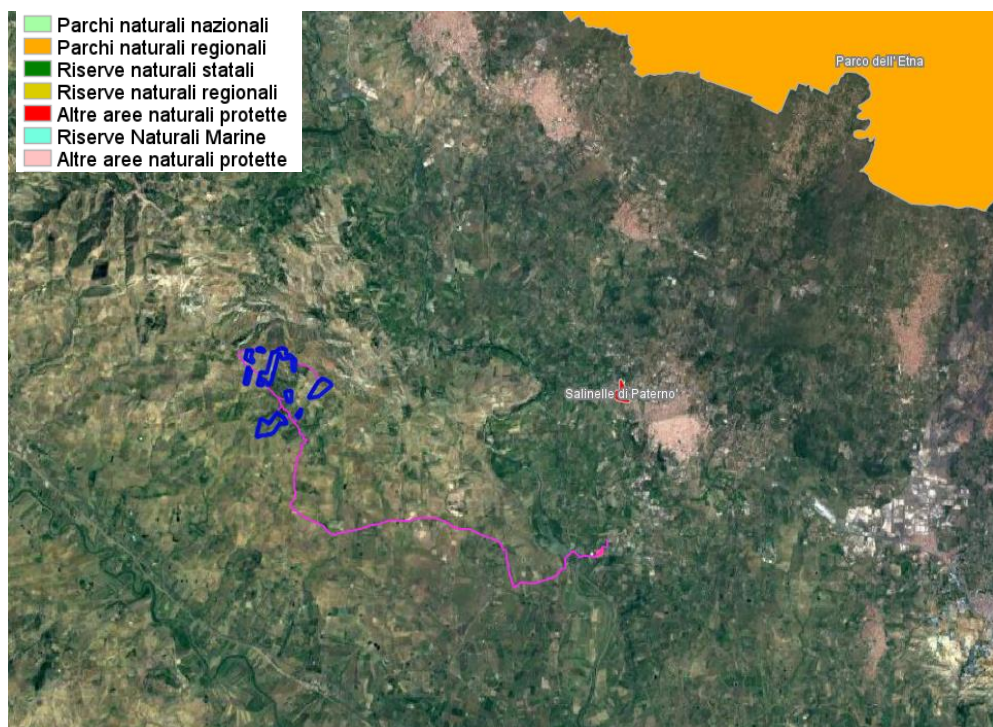 Parchi naturali nazionali
Parchi naturali regionali
Riserve naturali statali
Riserve naturali regionali
Altre aree naturali protette
Riserve Naturali Marine
Altre aree naturali protette
Parco dell' Etna
Salinelle di Paterno'